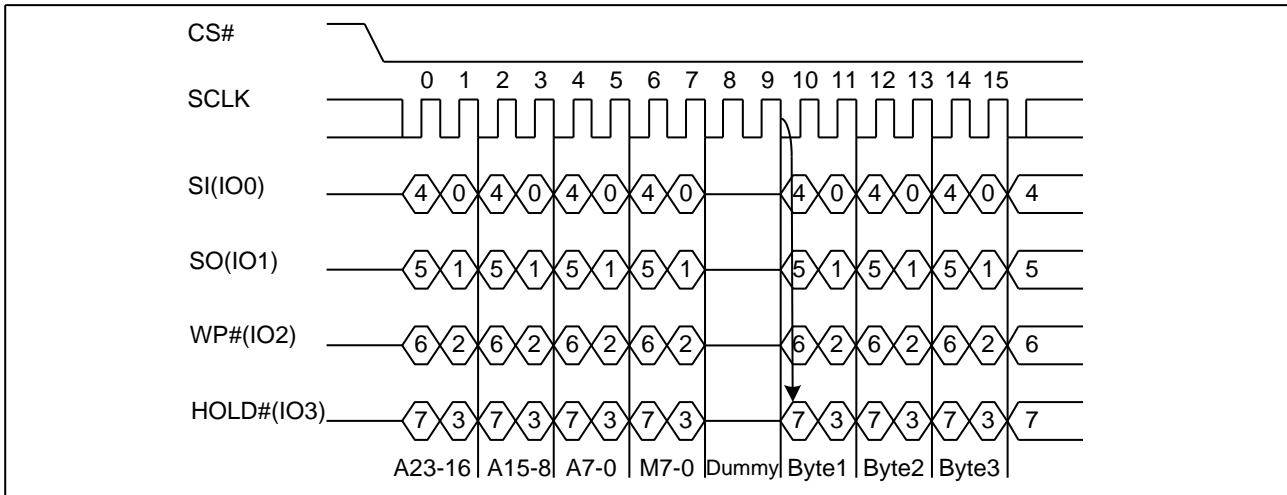 CS#
0 1 2 3 4 5 6 7 8 9 10 11 12 13 14 15
SCLK
SI(IO0) 4 0 4 0 4 0 4 0 4 0 4 0 4 0 4
SO(IO1) 5 1 5 1 5 1 5 1 5 1 5 1 5 1 5
WP#(IO2) 6 2 6 2 6 2 6 2 6 2 6 2 6 2 6
HOLD#(IO3) 7 3 7 3 7 3 7 3 7 3 7 3 7 3 7
A23-16 A15-8 A7-0 M7-0 Dummy Byte1 Byte2 Byte3